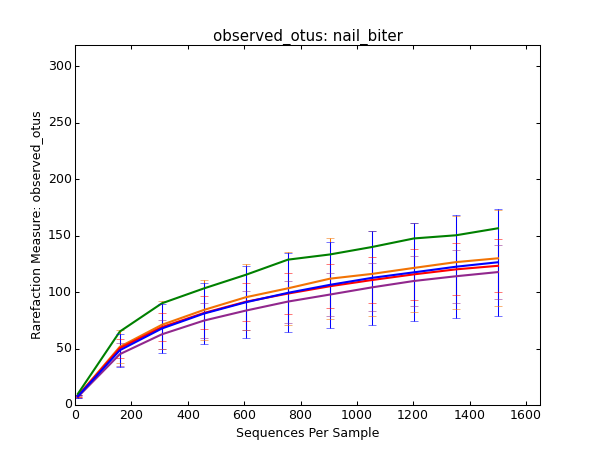 observed_otus: nail_biter
Rarefaction Measure: observed_otus
300
250
200
150
100
50
0
0 200 400 600 800 1000 1200 1400 1600
Sequences Per Sample